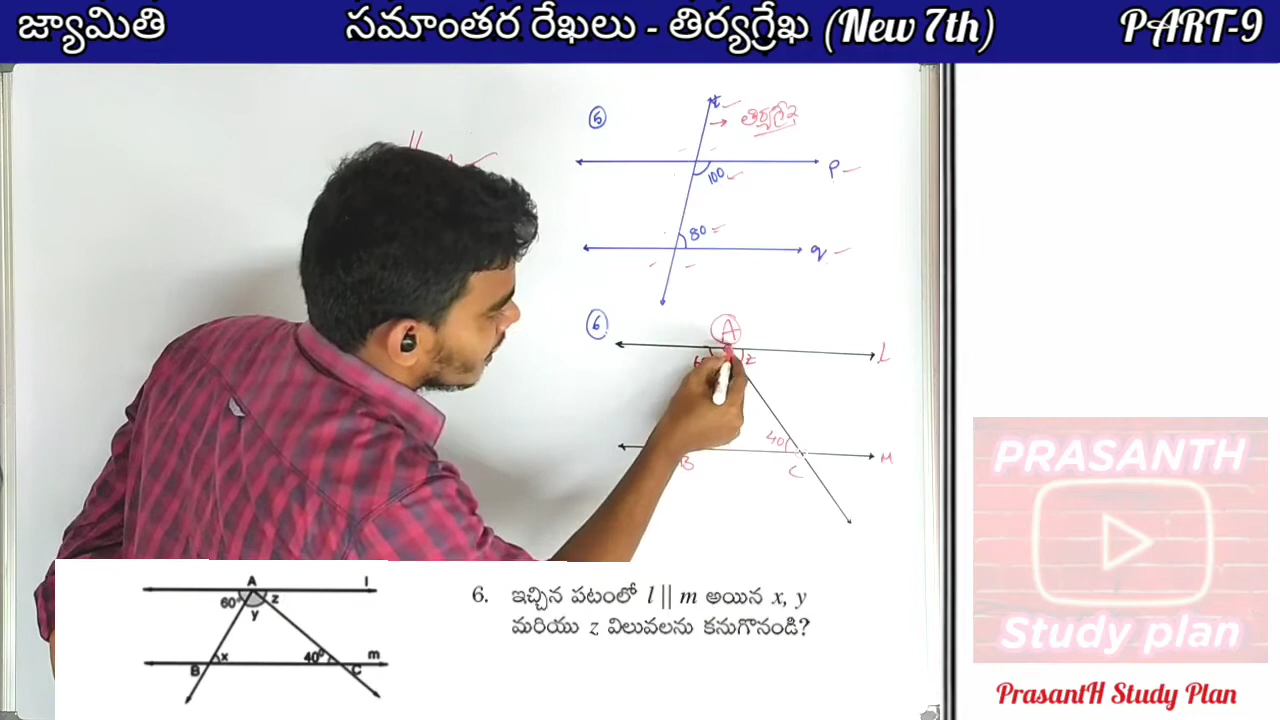 జ్యామితి సమాంతర రేఖలు - తిర్యగ్రేఖ (New 7th) PART-9
5
t
తిర్యగ్రేఖ
P
100
80
q
6
A
z
l
40
B
C
M
A
l
60° z
y
6. ఇచ్చిన పటంలో l || m అయిన x, y
మరియు z విలువలను కనుగొనండి?
x 40° m
B C
PRASANTH
Study plan
PrasantH Study Plan